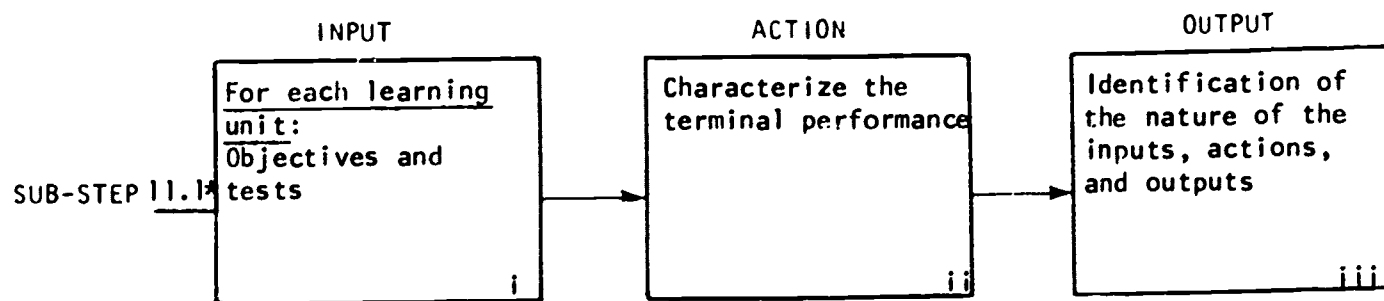 INPUT
ACTION
OUTPUT
For each learning
unit:
Objectives and
tests
i
Characterize the
terminal performance
ii
Identification of
the nature of the
inputs, actions,
and outputs
iii
SUB-STEP 11.1*